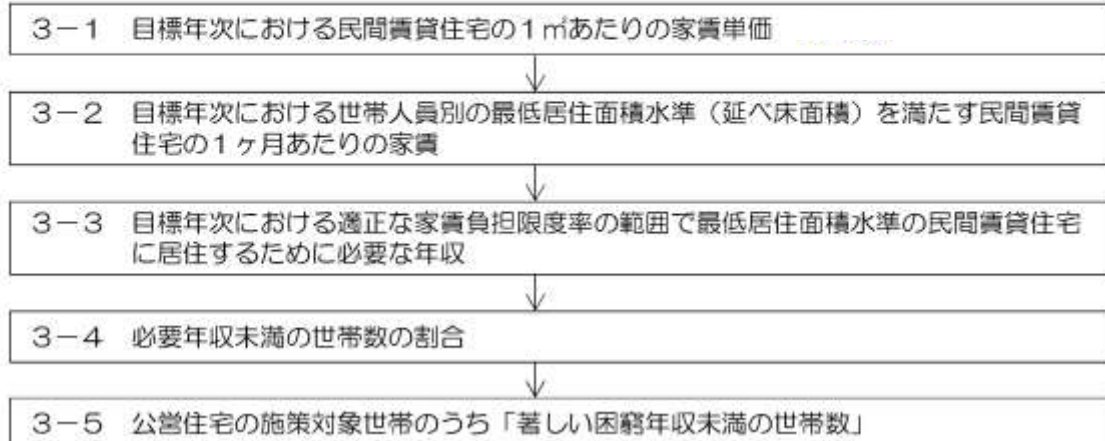 3-1 目標年次における民間賃貸住宅の1㎡あたりの家賃単価
3-2 目標年次における世帯人員別の最低居住面積水準（延べ床面積）を満たす民間賃貸
住宅の1ヶ月あたりの家賃
3-3 目標年次における適正な家賃負担限度率の範囲で最低居住面積水準の民間賃貸住宅
に居住するために必要な年収
3-4 必要年収未満の世帯数の割合
3-5 公営住宅の施策対象世帯のうち「著しい困窮年収未満の世帯数」